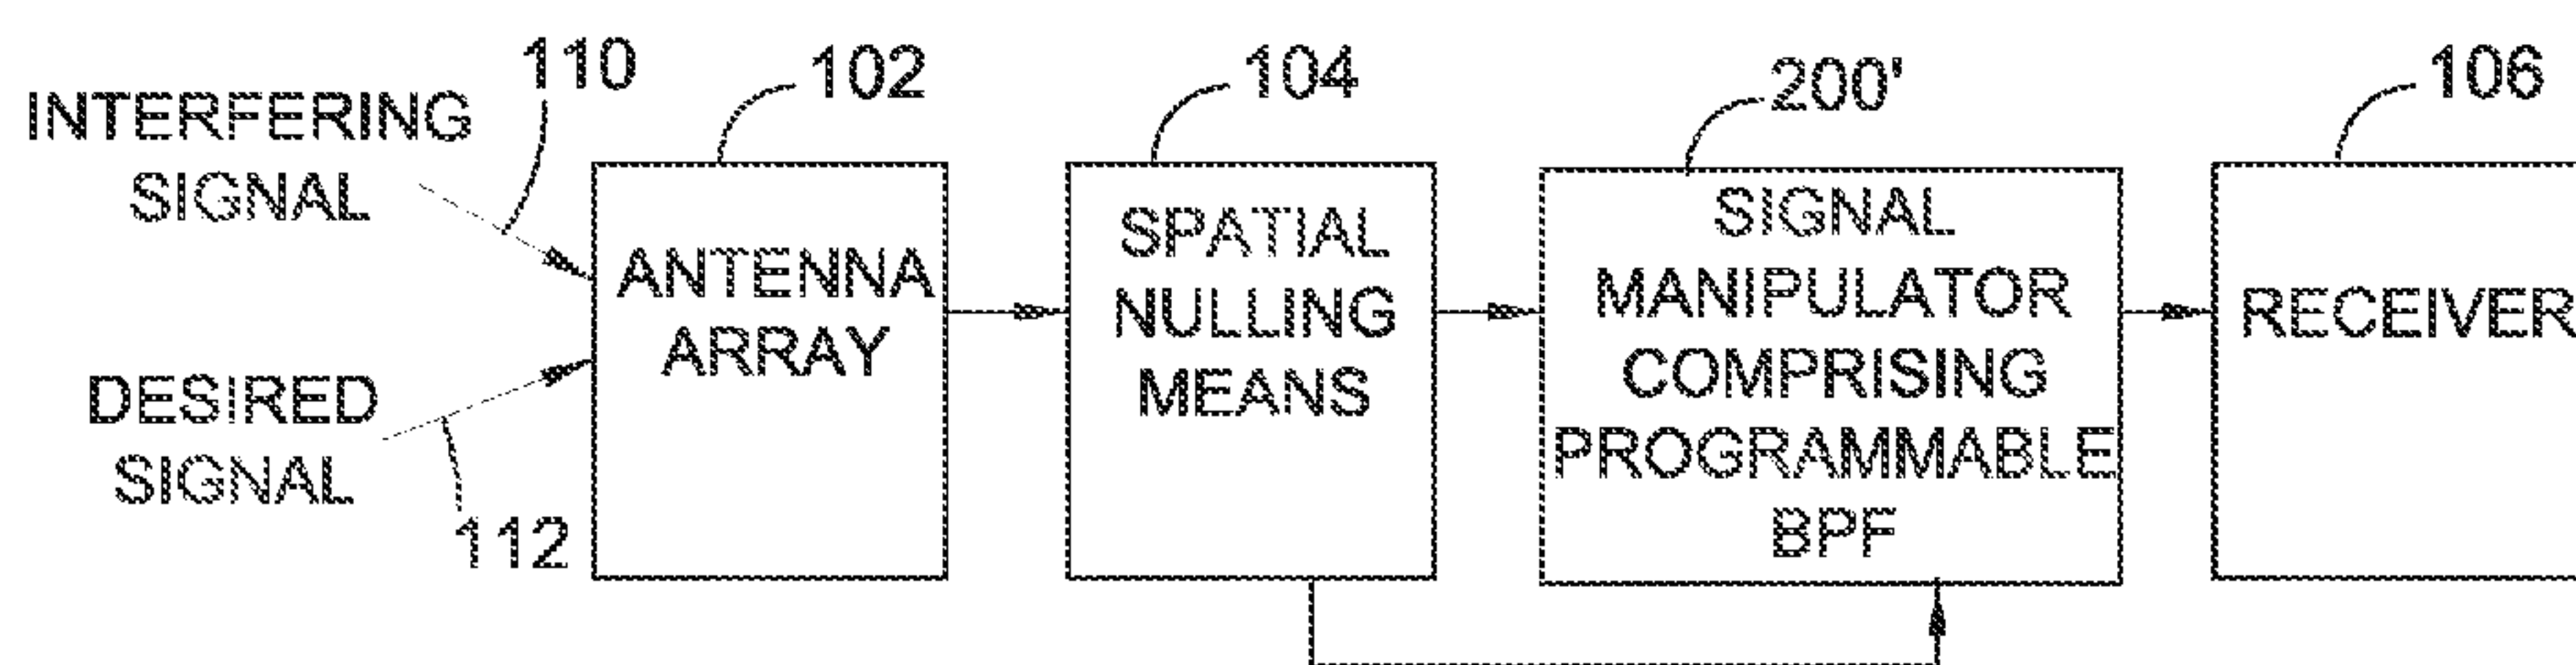 110
102
104
200'
106
INTERFERING
SIGNAL
DESIRED
SIGNAL
112
ANTENNA
ARRAY
SPATIAL
NULLING
MEANS
SIGNAL
MANIPULATOR
COMPRISING
PROGRAMMABLE
BPF
RECEIVER